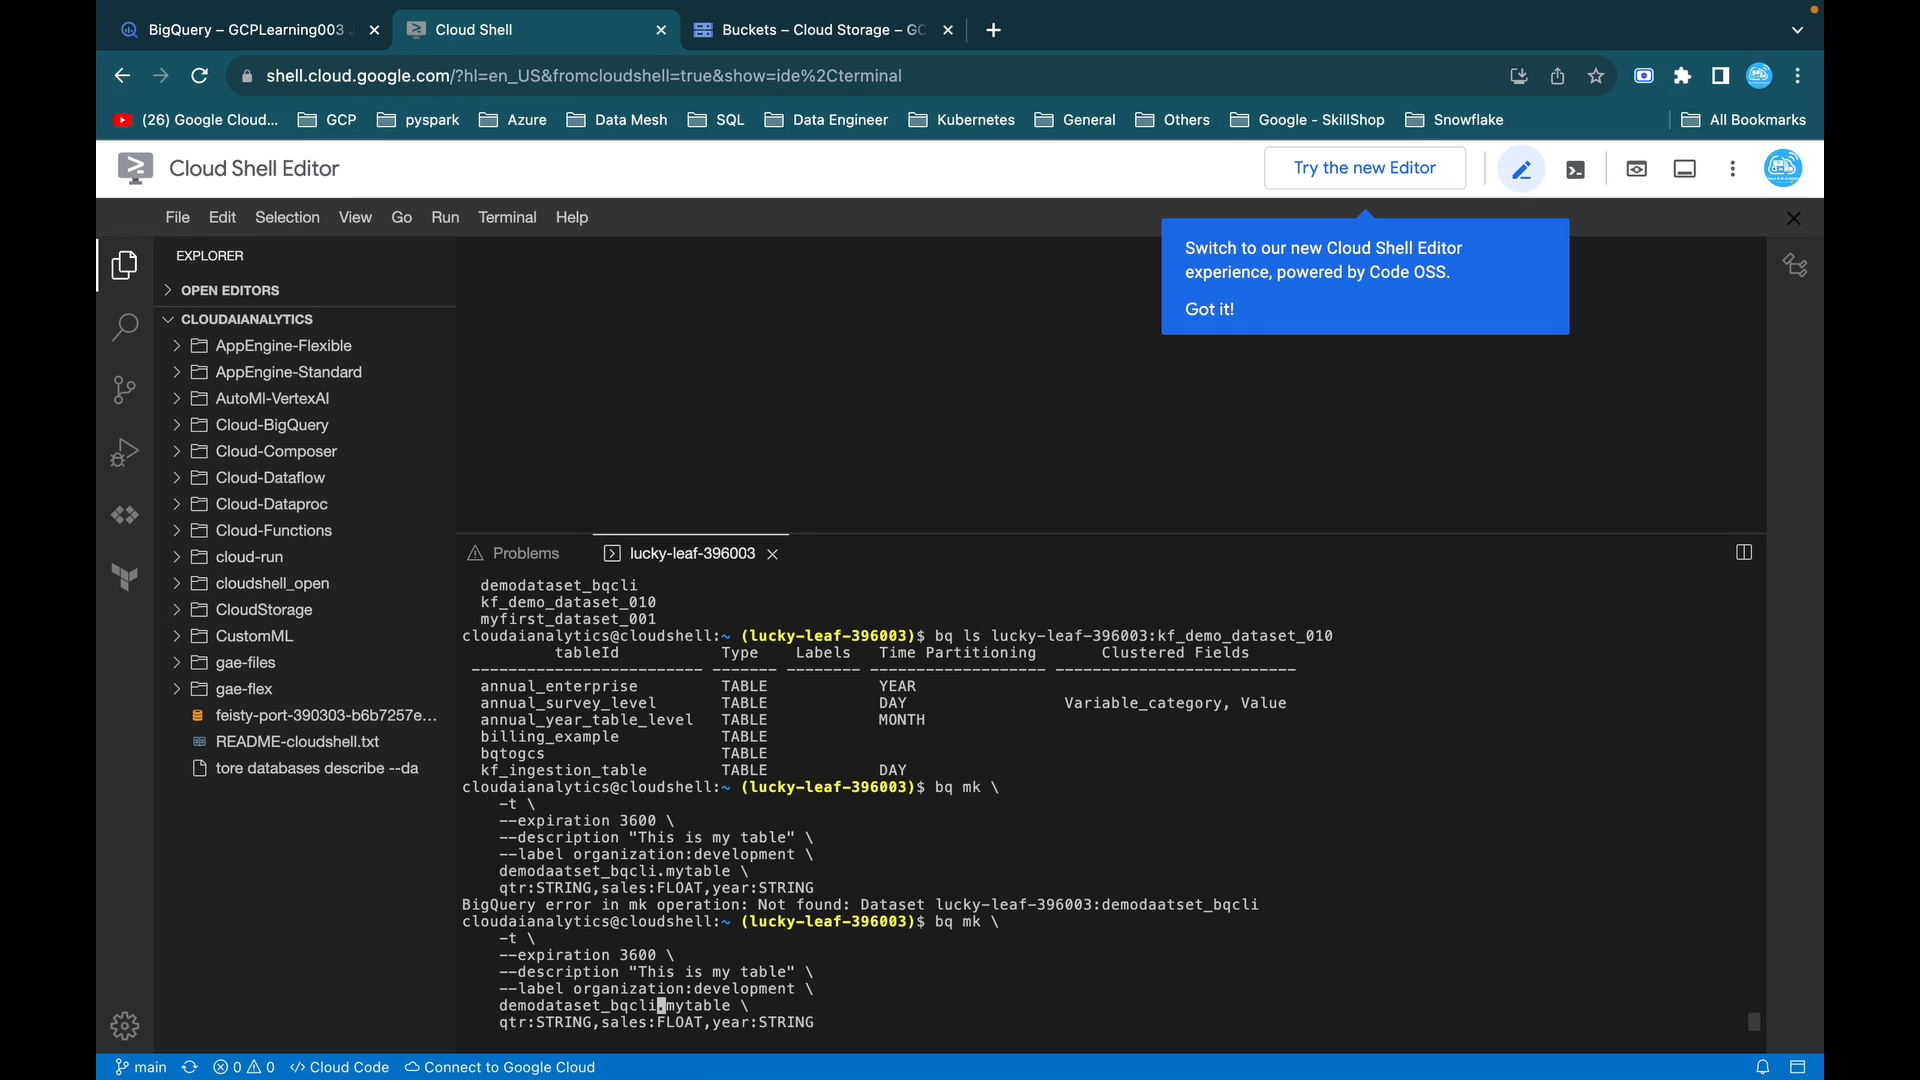 BigQuery – GCPLearning003
Cloud Shell
Buckets – Cloud Storage – GC
shell.cloud.google.com/?hl=en_US&fromcloudshell=true&show=ide%2Cterminal
(26) Google Cloud... GCP pyspark Azure Data Mesh SQL Data Engineer Kubernetes General Others Google - SkillShop Snowflake All Bookmarks
Cloud Shell Editor
Try the new Editor
File Edit Selection View Go Run Terminal Help
Switch to our new Cloud Shell Editor
experience, powered by Code OSS.
Got it!
EXPLORER
OPEN EDITORS
CLOUDAIANALYTICS
AppEngine-Flexible
AppEngine-Standard
AutoMl-VertexAI
Cloud-BigQuery
Cloud-Composer
Cloud-Dataflow
Cloud-Dataproc
Cloud-Functions
cloud-run
cloudshell_open
CloudStorage
CustomML
gae-files
gae-flex
feisty-port-390303-b6b7257e...
README-cloudshell.txt
tore databases describe --da
Problems
lucky-leaf-396003
demodataset_bqcli
kf_demo_dataset_010
myfirst_dataset_001
cloudaianalytics@cloudshell:~ (lucky-leaf-396003)$ bq ls lucky-leaf-396003:kf_demo_dataset_010
tableId Type Labels Time Partitioning Clustered Fields
------------------------- ------- -------- ------------------- --------------------------
annual_enterprise TABLE YEAR
annual_survey_level TABLE DAY Variable_category, Value
annual_year_table_level TABLE MONTH
billing_example TABLE
bqtogcs TABLE
kf_ingestion_table TABLE DAY
cloudaianalytics@cloudshell:~ (lucky-leaf-396003)$ bq mk \
-t \
--expiration 3600 \
--description "This is my table" \
--label organization:development \
demodaatset_bqcli.mytable \
qtr:STRING,sales:FLOAT,year:STRING
BigQuery error in mk operation: Not found: Dataset lucky-leaf-396003:demodaatset_bqcli
cloudaianalytics@cloudshell:~ (lucky-leaf-396003)$ bq mk \
-t \
--expiration 3600 \
--description "This is my table" \
--label organization:development \
demodataset_bqcli.mytable \
qtr:STRING,sales:FLOAT,year:STRING
main 0 0 Cloud Code Connect to Google Cloud